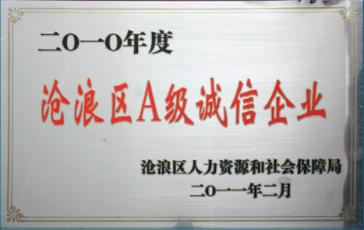 二〇一〇年度
沧浪区A级诚信企业
沧浪区人力资源和社会保障局
二〇一一年二月